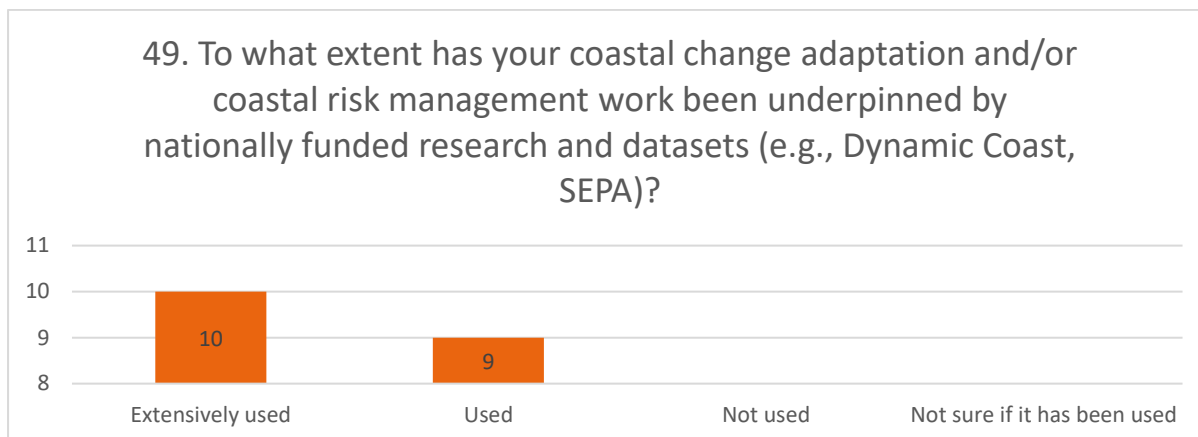 49. To what extent has your coastal change adaptation and/or
coastal risk management work been underpinned by
nationally funded research and datasets (e.g., Dynamic Coast,
SEPA)?
11
10
9
8
10
9
Extensively used
Used
Not used
Not sure if it has been used